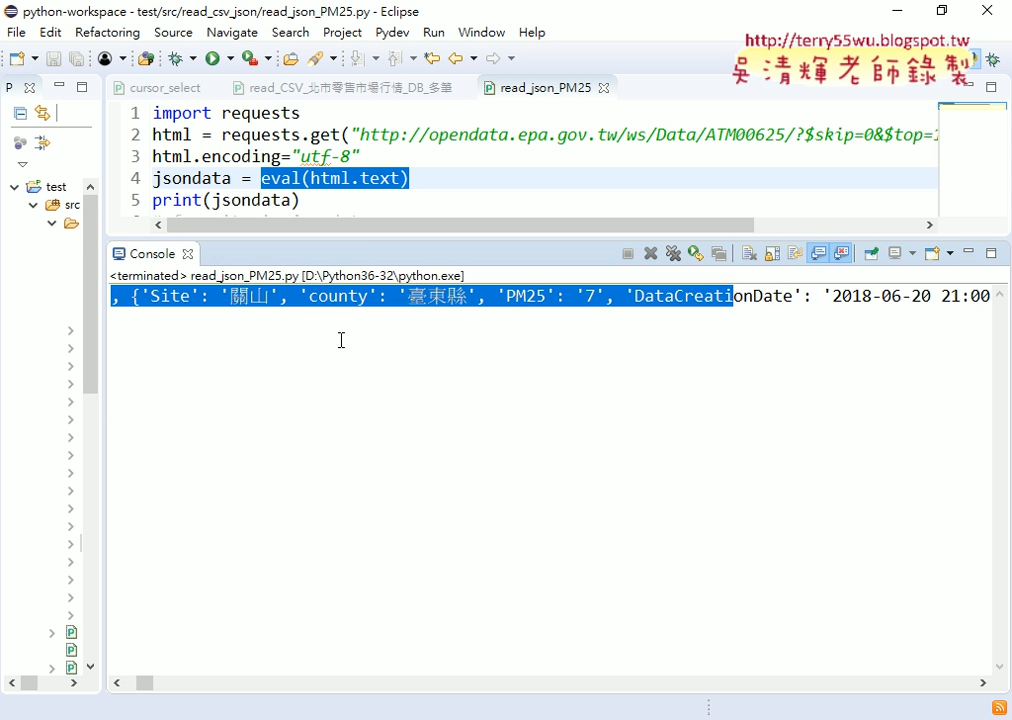 python-workspace - test/src/read_csv_json/read_json_PM25.py - Eclipse
File Edit Refactoring Source Navigate Search Project Pydev Run Window Help
http://terry55wu.blogspot.tw
吳清輝老師錄製
P
cursor_select
read_CSV_北市零售市場行情_DB_多筆
read_json_PM25
1 import requests
2 html = requests.get("http://opendata.epa.gov.tw/ws/Data/ATM00625/?$skip=0&$top=
3 html.encoding="utf-8"
4 jsondata = eval(html.text)
5 print(jsondata)
test
src
Console
<terminated> read_json_PM25.py [D:\Python36-32\python.exe]
, {'Site': '關山', 'county': '臺東縣', 'PM25': '7', 'DataCreationDate': '2018-06-20 21:00